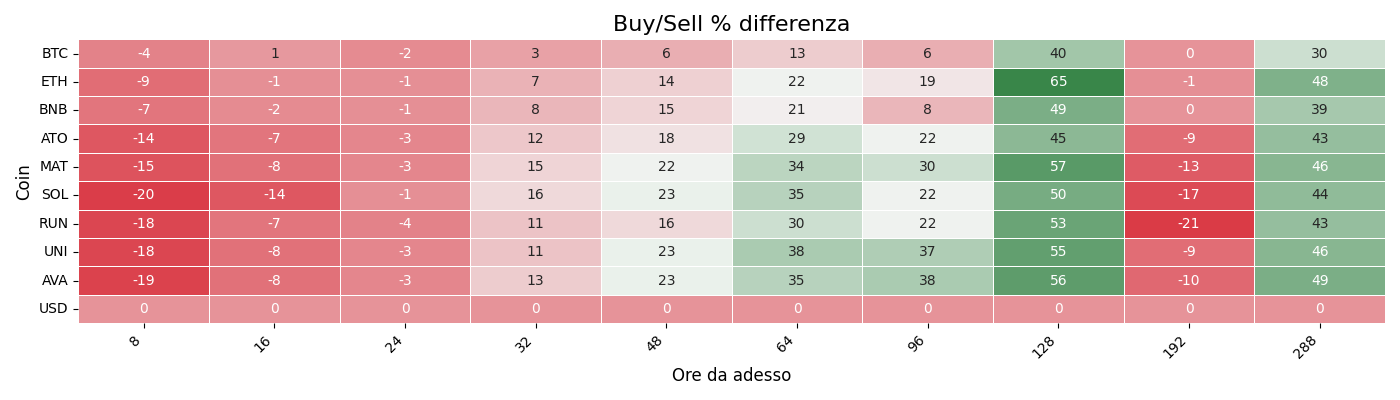 Buy/Sell % differenza
Coin
BTC -4 1 -2 3 6 13 6 40 0 30
ETH -9 -1 -1 7 14 22 19 65 -1 48
BNB -7 -2 -1 8 15 21 8 49 0 39
ATO -14 -7 -3 12 18 29 22 45 -9 43
MAT -15 -8 -3 15 22 34 30 57 -13 46
SOL -20 -14 -1 16 23 35 22 50 -17 44
RUN -18 -7 -4 11 16 30 22 53 -21 43
UNI -18 -8 -3 11 23 38 37 55 -9 46
AVA -19 -8 -3 13 23 35 38 56 -10 49
USD 0 0 0 0 0 0 0 0 0 0
8 16 24 32 48 64 96 128 192 288
Ore da adesso